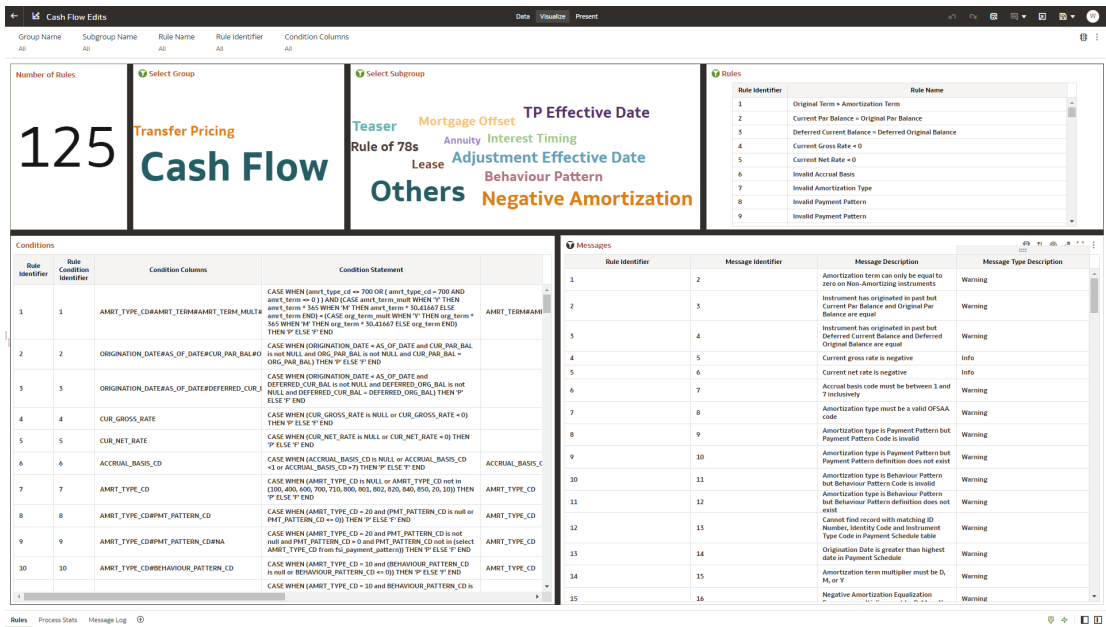 Cash Flow Edits
Data Visualize Present
W
Group Name Subgroup Name Rule Name Rule Identifier Condition Columns
All All All All All
Number of Rules
125
Select Group
Transfer Pricing
Cash Flow
Select Subgroup
TP Effective Date
Mortgage Offset
Teaser
Annuity Interest Timing
Rule of 78s
Adjustment Effective Date
Lease
Behaviour Pattern
Others
Negative Amortization
Rules
Rule Identifier Rule Name
1 Original Term > Amortization Term
2 Current Par Balance = Original Par Balance
3 Deferred Current Balance = Deferred Original Balance
4 Current Gross Rate < 0
5 Current Net Rate < 0
6 Invalid Accrual Basis
7 Invalid Amortization Type
8 Invalid Payment Pattern
9 Invalid Payment Pattern
Conditions
Rule Identifier Rule Condition Identifier Condition Columns Condition Statement
1 1 AMRT_TYPE_CD#AMRT_TERM#AMRT_TERM_MULT#
CASE WHEN (amrt_type_cd <> 700 OR ( amrt_type_cd = 700 AND
amrt_term <> 0 ) ) AND (CASE amrt_term_mult WHEN 'Y' THEN
amrt_term * 365 WHEN 'M' THEN amrt_term * 30.41667 ELSE
amrt_term END) < (CASE org_term_mult WHEN 'Y' THEN org_term *
365 WHEN 'M' THEN org_term * 30.41667 ELSE org_term END)
THEN 'P' ELSE 'F' END
AMRT_TERM#AM
2 2 ORIGINATION_DATE#AS_OF_DATE#CUR_PAR_BAL#O
CASE WHEN (ORIGINATION_DATE < AS_OF_DATE and CUR_PAR_BAL
is not NULL and ORG_PAR_BAL is not NULL and CUR_PAR_BAL =
ORG_PAR_BAL) THEN 'P' ELSE 'F' END
3 3 ORIGINATION_DATE#AS_OF_DATE#DEFERRED_CUR_
CASE WHEN (ORIGINATION_DATE < AS_OF_DATE and
DEFERRED_CUR_BAL is not NULL and DEFERRED_ORG_BAL is not
NULL and DEFERRED_CUR_BAL = DEFERRED_ORG_BAL) THEN 'P'
ELSE 'F' END
4 4 CUR_GROSS_RATE
CASE WHEN (CUR_GROSS_RATE is NULL or CUR_GROSS_RATE < 0)
THEN 'P' ELSE 'F' END
5 5 CUR_NET_RATE
CASE WHEN (CUR_NET_RATE is NULL or CUR_NET_RATE < 0) THEN
'P' ELSE 'F' END
6 6 ACCRUAL_BASIS_CD
CASE WHEN (ACCRUAL_BASIS_CD is NULL or ACCRUAL_BASIS_CD
<1 or ACCRUAL_BASIS_CD >7) THEN 'P' ELSE 'F' END
ACCRUAL_BASIS_C
7 7 AMRT_TYPE_CD
CASE WHEN (AMRT_TYPE_CD is NULL or AMRT_TYPE_CD not in
(100, 400, 600, 700, 710, 800, 801, 802, 820, 840, 850, 20, 10)) THEN
'P' ELSE 'F' END
AMRT_TYPE_CD
8 8 AMRT_TYPE_CD#PMT_PATTERN_CD
CASE WHEN (AMRT_TYPE_CD = 20 and (PMT_PATTERN_CD is null or
PMT_PATTERN_CD <= 0)) THEN 'P' ELSE 'F' END
AMRT_TYPE_CD
9 9 AMRT_TYPE_CD#PMT_PATTERN_CD#NA
CASE WHEN (AMRT_TYPE_CD = 20 and PMT_PATTERN_CD is not
null and PMT_PATTERN_CD > 0 and PMT_PATTERN_CD not in (select
AMRT_TYPE_CD from fsi_payment_pattern)) THEN 'P' ELSE 'F' END
AMRT_TYPE_CD
10 10 AMRT_TYPE_CD#BEHAVIOUR_PATTERN_CD
CASE WHEN (AMRT_TYPE_CD = 10 and (BEHAVIOUR_PATTERN_CD
is null or BEHAVIOUR_PATTERN_CD <= 0)) THEN 'P' ELSE 'F' END
AMRT_TYPE_CD
CASE WHEN (AMRT_TYPE_CD = 10 and BEHAVIOUR_PATTERN_CD is
Messages
Rule Identifier Message Identifier Message Description Message Type Description
1 2 Amortization term can only be equal to
zero on Non-Amortizing instruments Warning
2 3 Instrument has originated in past but
Current Par Balance and Original Par
Balance are equal Warning
3 4 Instrument has originated in past but
Deferred Current Balance and Deferred
Original Balance are equal Warning
4 5 Current gross rate is negative Info
5 6 Current net rate is negative Info
6 7 Accrual basis code must be between 1 and
7 inclusively Warning
7 8 Amortization type must be a valid OFSAA
code Warning
8 9 Amortization type is Payment Pattern but
Payment Pattern Code is invalid Warning
9 10 Amortization type is Payment Pattern but
Payment Pattern definition does not exist Warning
10 11 Amortization type is Behaviour Pattern
but Behaviour Pattern Code is invalid Warning
11 12 Amortization type is Behaviour Pattern
but Behaviour Pattern definition does not
exist Warning
12 13 Cannot find record with matching ID
Number, Identity Code and Instrument
Type Code in Payment Schedule table Warning
13 14 Origination Date is greater than highest
date in Payment Schedule Warning
14 15 Amortization term multiplier must be D,
M, or Y Warning
15 16 Negative Amortization Equalization
Warning
Rules Process Stats Message Log